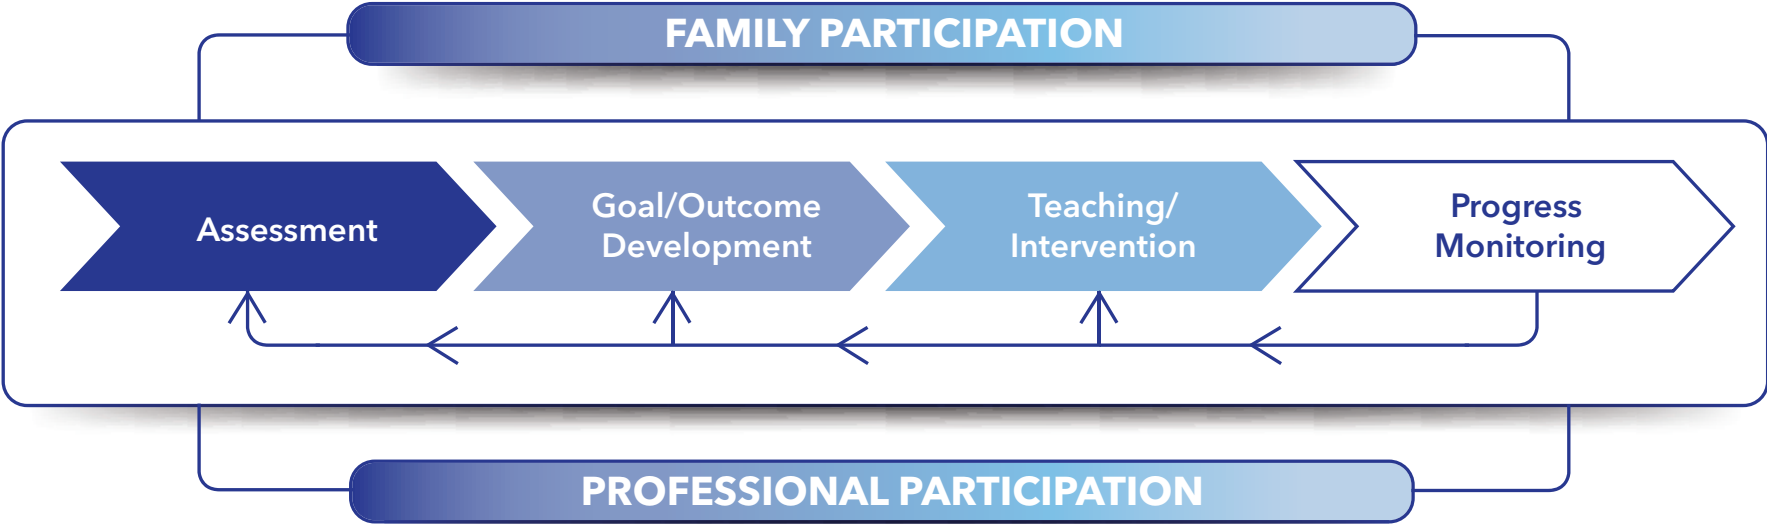 FAMILY PARTICIPATION
Assessment
Goal/Outcome
Development
Teaching/
Intervention
Progress
Monitoring
PROFESSIONAL PARTICIPATION